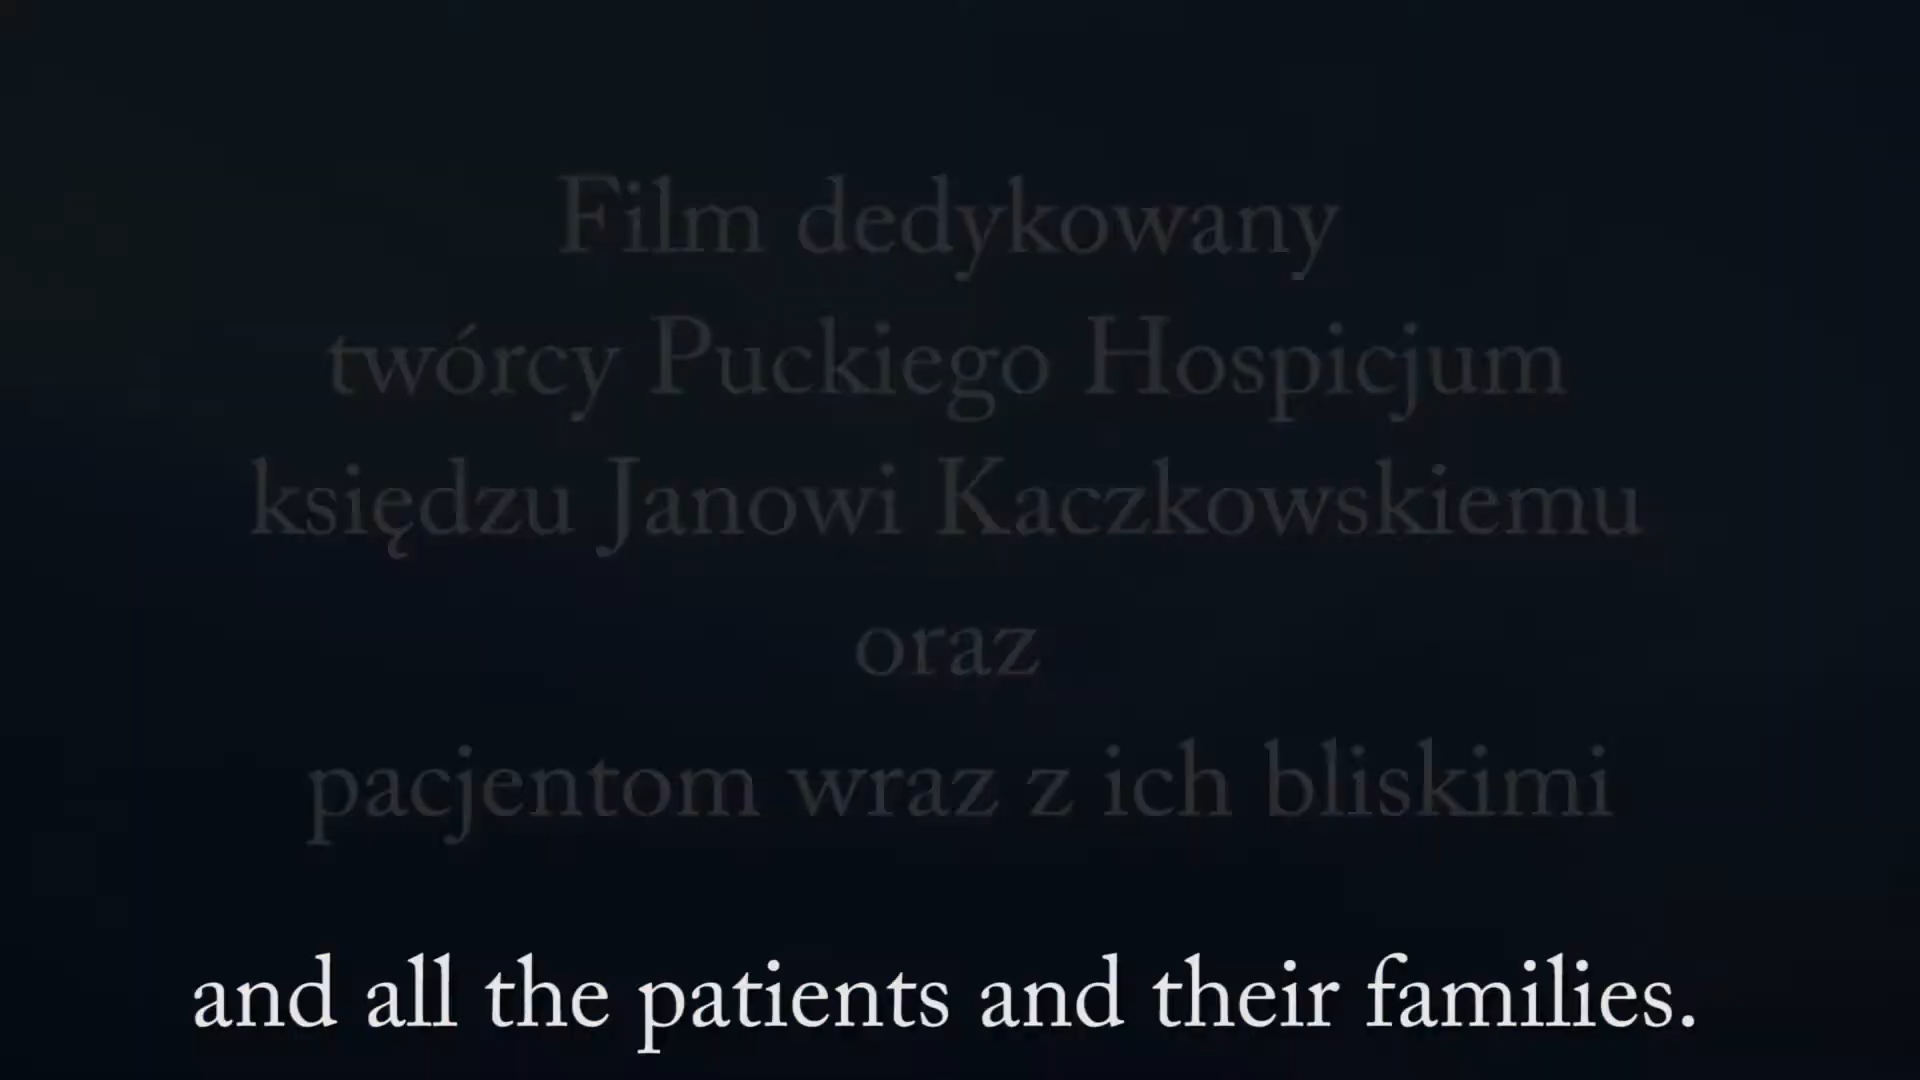 Film dedykowany
twórcy Puckiego Hospicjum
księdzu Janowi Kaczkowskiemu
oraz
pacjentom wraz z ich bliskimi
and all the patients and their families.